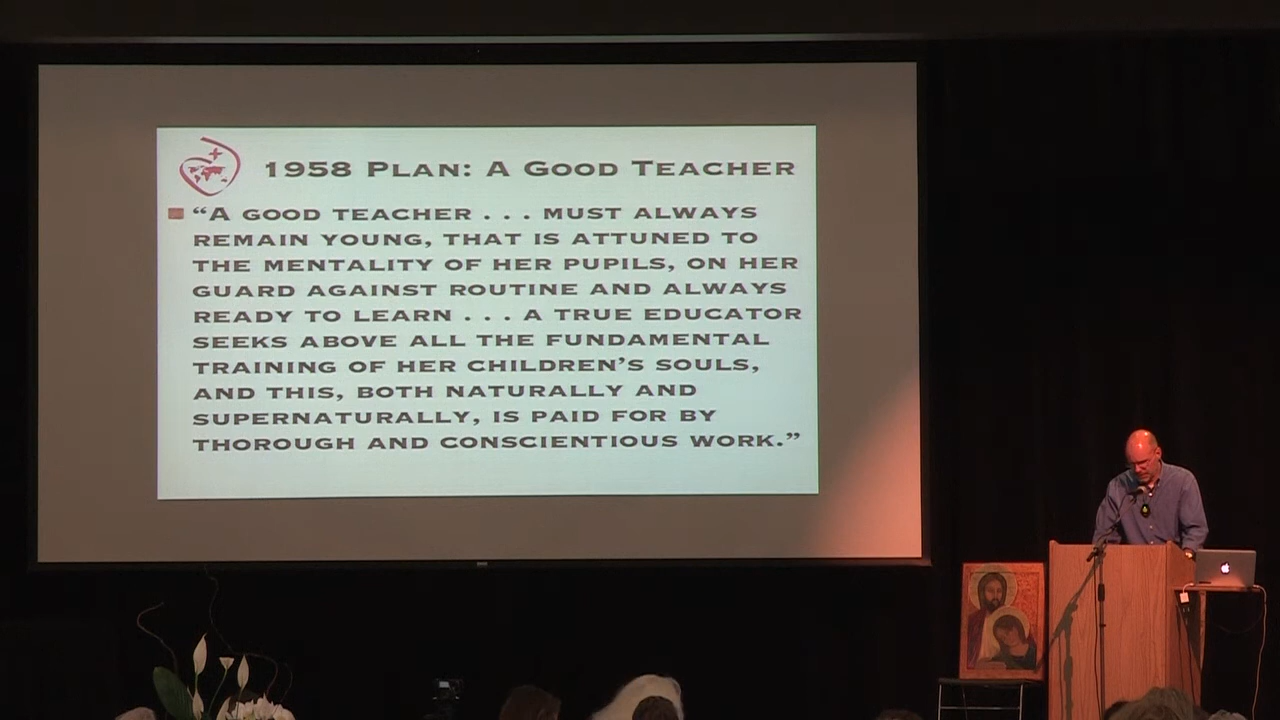 1958 PLAN: A GOOD TEACHER
“A GOOD TEACHER . . . MUST ALWAYS
REMAIN YOUNG, THAT IS ATTUNED TO
THE MENTALITY OF HER PUPILS, ON HER
GUARD AGAINST ROUTINE AND ALWAYS
READY TO LEARN . . . A TRUE EDUCATOR
SEEKS ABOVE ALL THE FUNDAMENTAL
TRAINING OF HER CHILDREN’S SOULS,
AND THIS, BOTH NATURALLY AND
SUPERNATURALLY, IS PAID FOR BY
THOROUGH AND CONSCIENTIOUS WORK.”